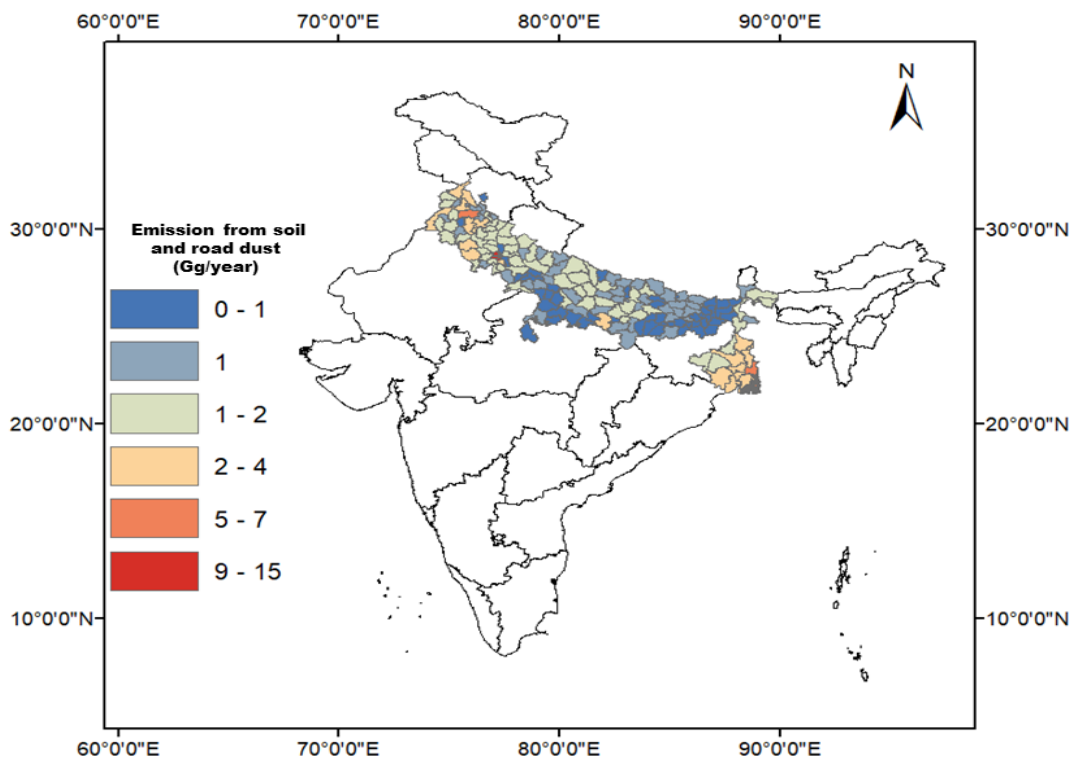 60°0'0"E 70°0'0"E 80°0'0"E 90°0'0"E
N
30°0'0"N 30°0'0"N
Emission from soil
and road dust
(Gg/year)
0 - 1
1
1 - 2
20°0'0"N 20°0'0"N
2 - 4
5 - 7
9 - 15
10°0'0"N 10°0'0"N
60°0'0"E 70°0'0"E 80°0'0"E 90°0'0"E